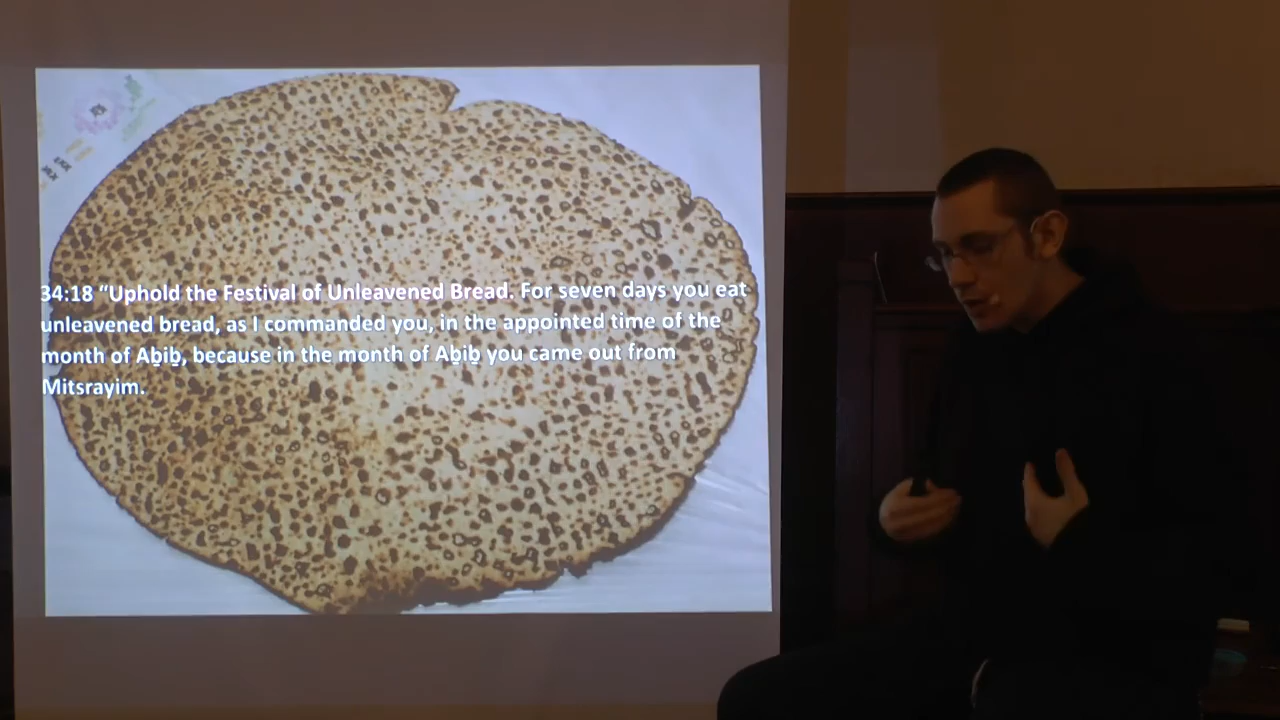 34:18 “Uphold the Festival of Unleavened Bread. For seven days you eat
unleavened bread, as I commanded you, in the appointed time of the
month of Aḇiḇ, because in the month of Aḇiḇ you came out from
Mitsrayim.